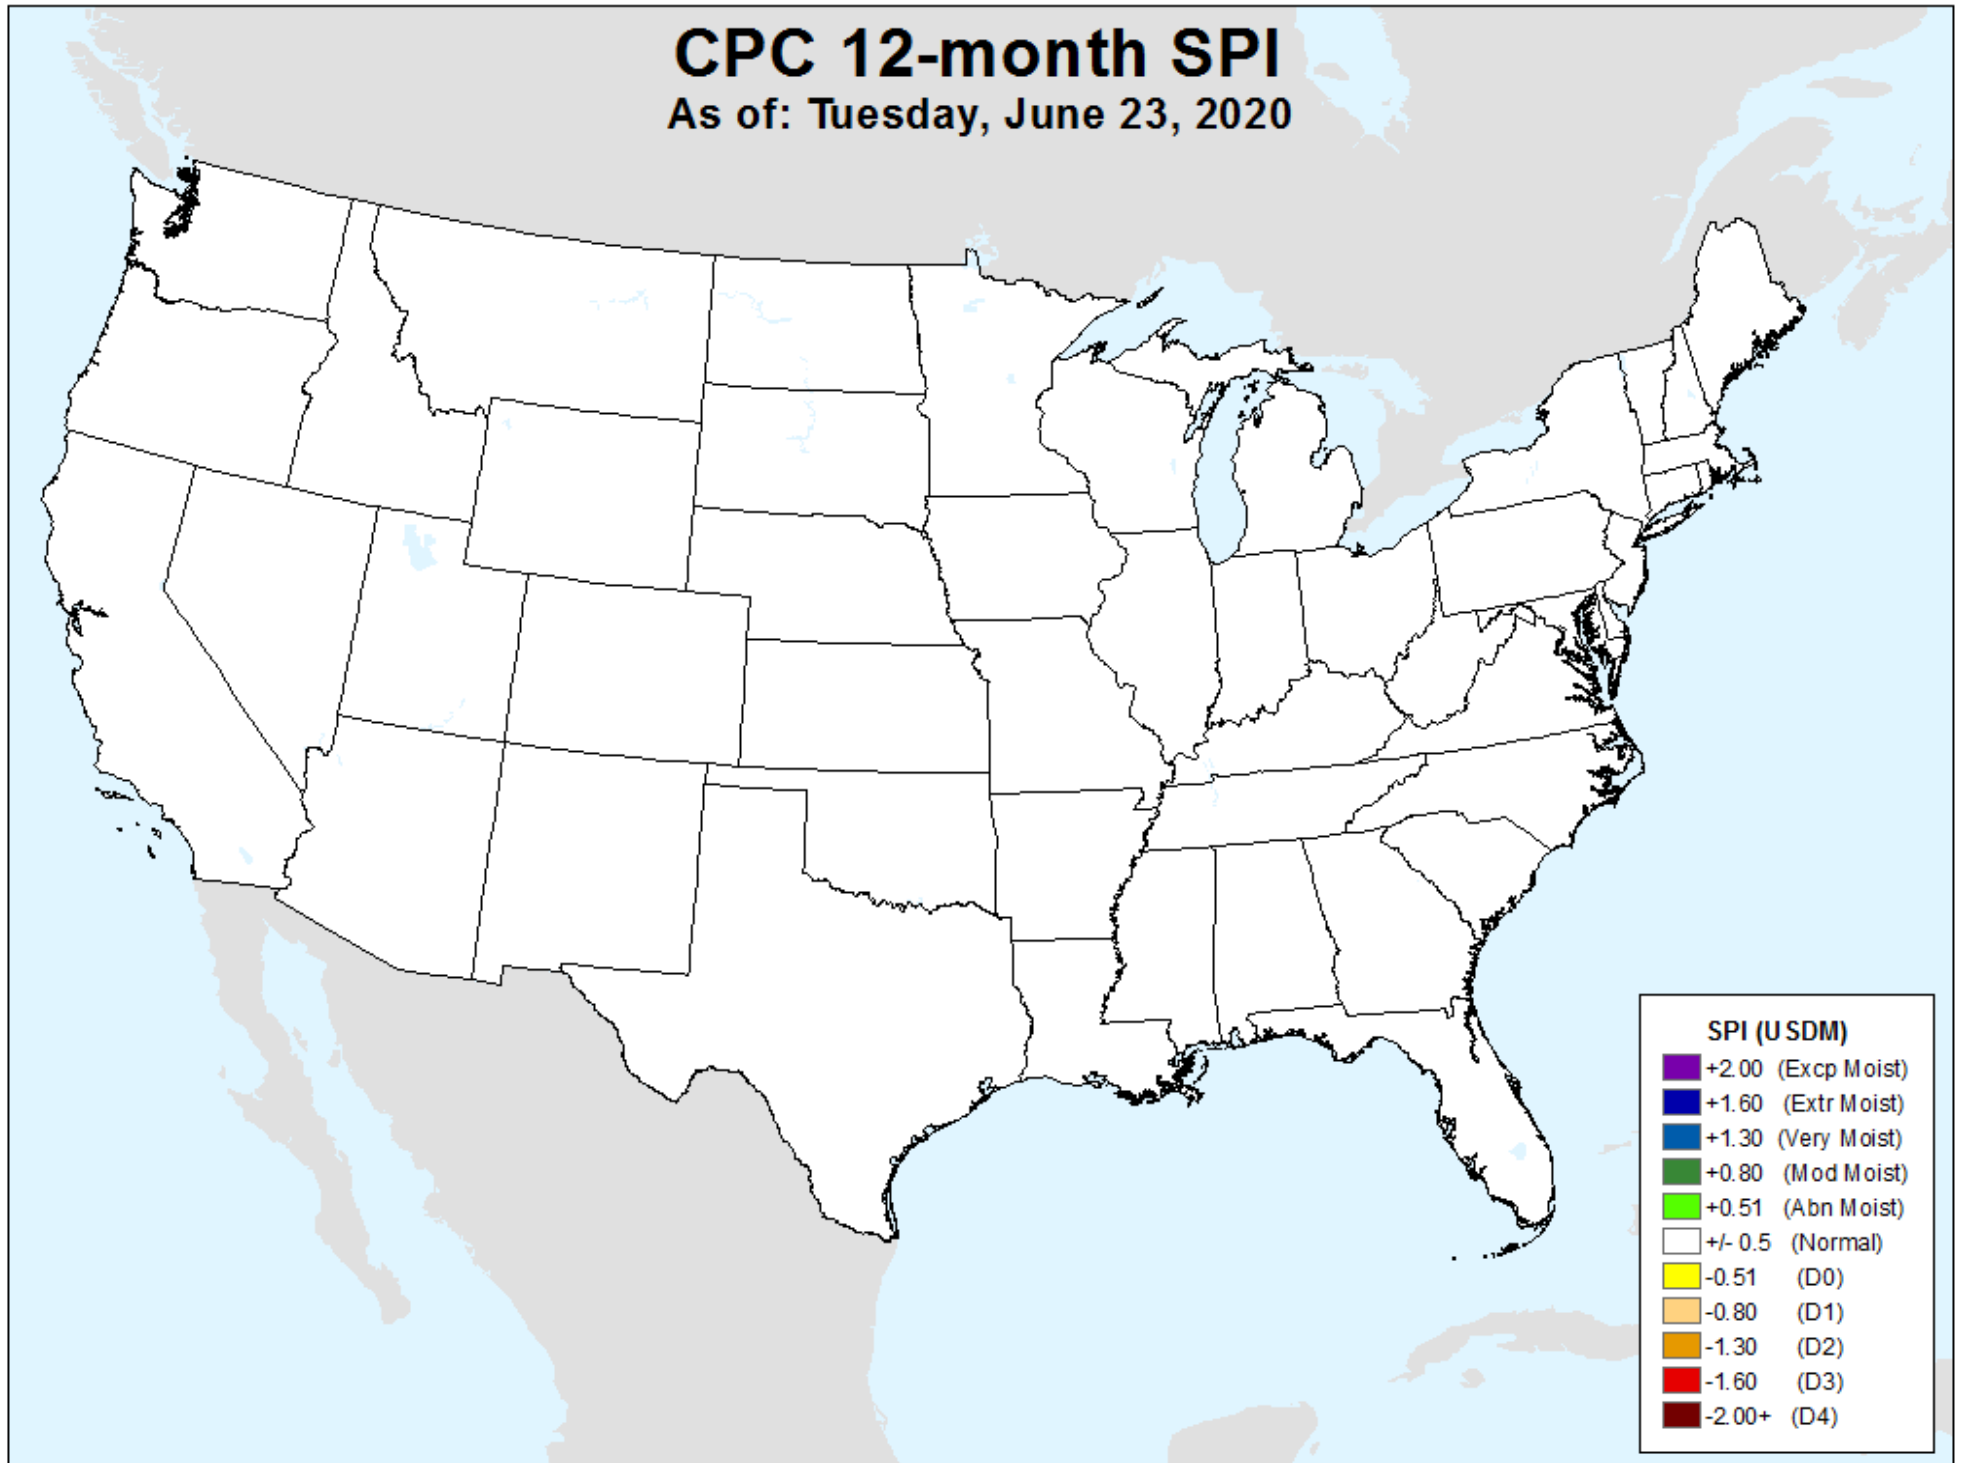 CPC 12-month SPI
As of: Tuesday, June 23, 2020
SPI (USDM)
+2.00 (Excp Moist)
+1.60 (Extr Moist)
+1.30 (Very Moist)
+0.80 (Mod Moist)
+0.51 (Abn Moist)
+/- 0.5 (Normal)
-0.51 (D0)
-0.80 (D1)
-1.30 (D2)
-1.60 (D3)
-2.00+ (D4)